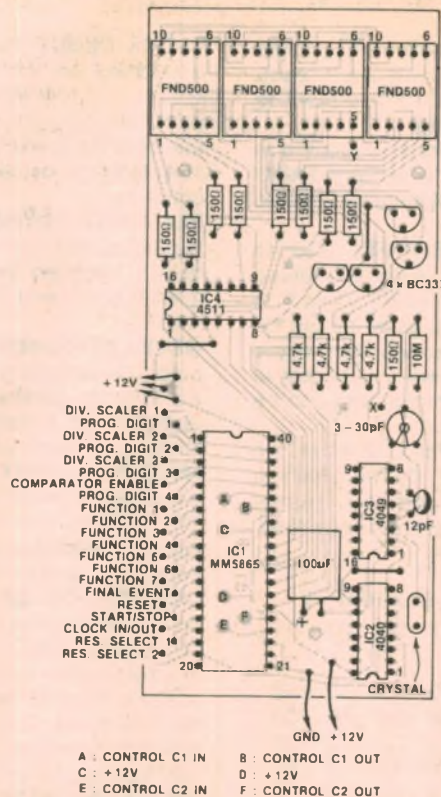 10 6 10 6 10 6 10 6
FND500 FND500 FND500 FND500
1 5 1 5 1 5 1 5
Y
150Ω 150Ω 150Ω 150Ω 150Ω 150Ω 150Ω 150Ω
16 9
IC4
4511
1 8
4.7k 4.7k 4.7k 4.7k 150Ω 10M
+12V
X
3-30pF
DIV. SCALER 1
PROG. DIGIT 1
DIV. SCALER 2
PROG. DIGIT 2
DIV. SCALER 3
PROG. DIGIT 3
COMPARATOR ENABLE
PROG. DIGIT 4
FUNCTION 1
FUNCTION 2
FUNCTION 3
FUNCTION 4
FUNCTION 5
FUNCTION 6
FUNCTION 7
FINAL EVENT
RESET
START/STOP
CLOCK IN/OUT
RES. SELECT 1
RES. SELECT 2
1 40
A
B
C
IC1
MM5865
D
E F
20 21
100uF
+
9 8
IC3
4049
16 1
12pF
9 8
IC2
4040
1
CRYSTAL
GND +12V
A : CONTROL C1 IN B : CONTROL C1 OUT
C : +12V D : +12V
E : CONTROL C2 IN F : CONTROL C2 OUT